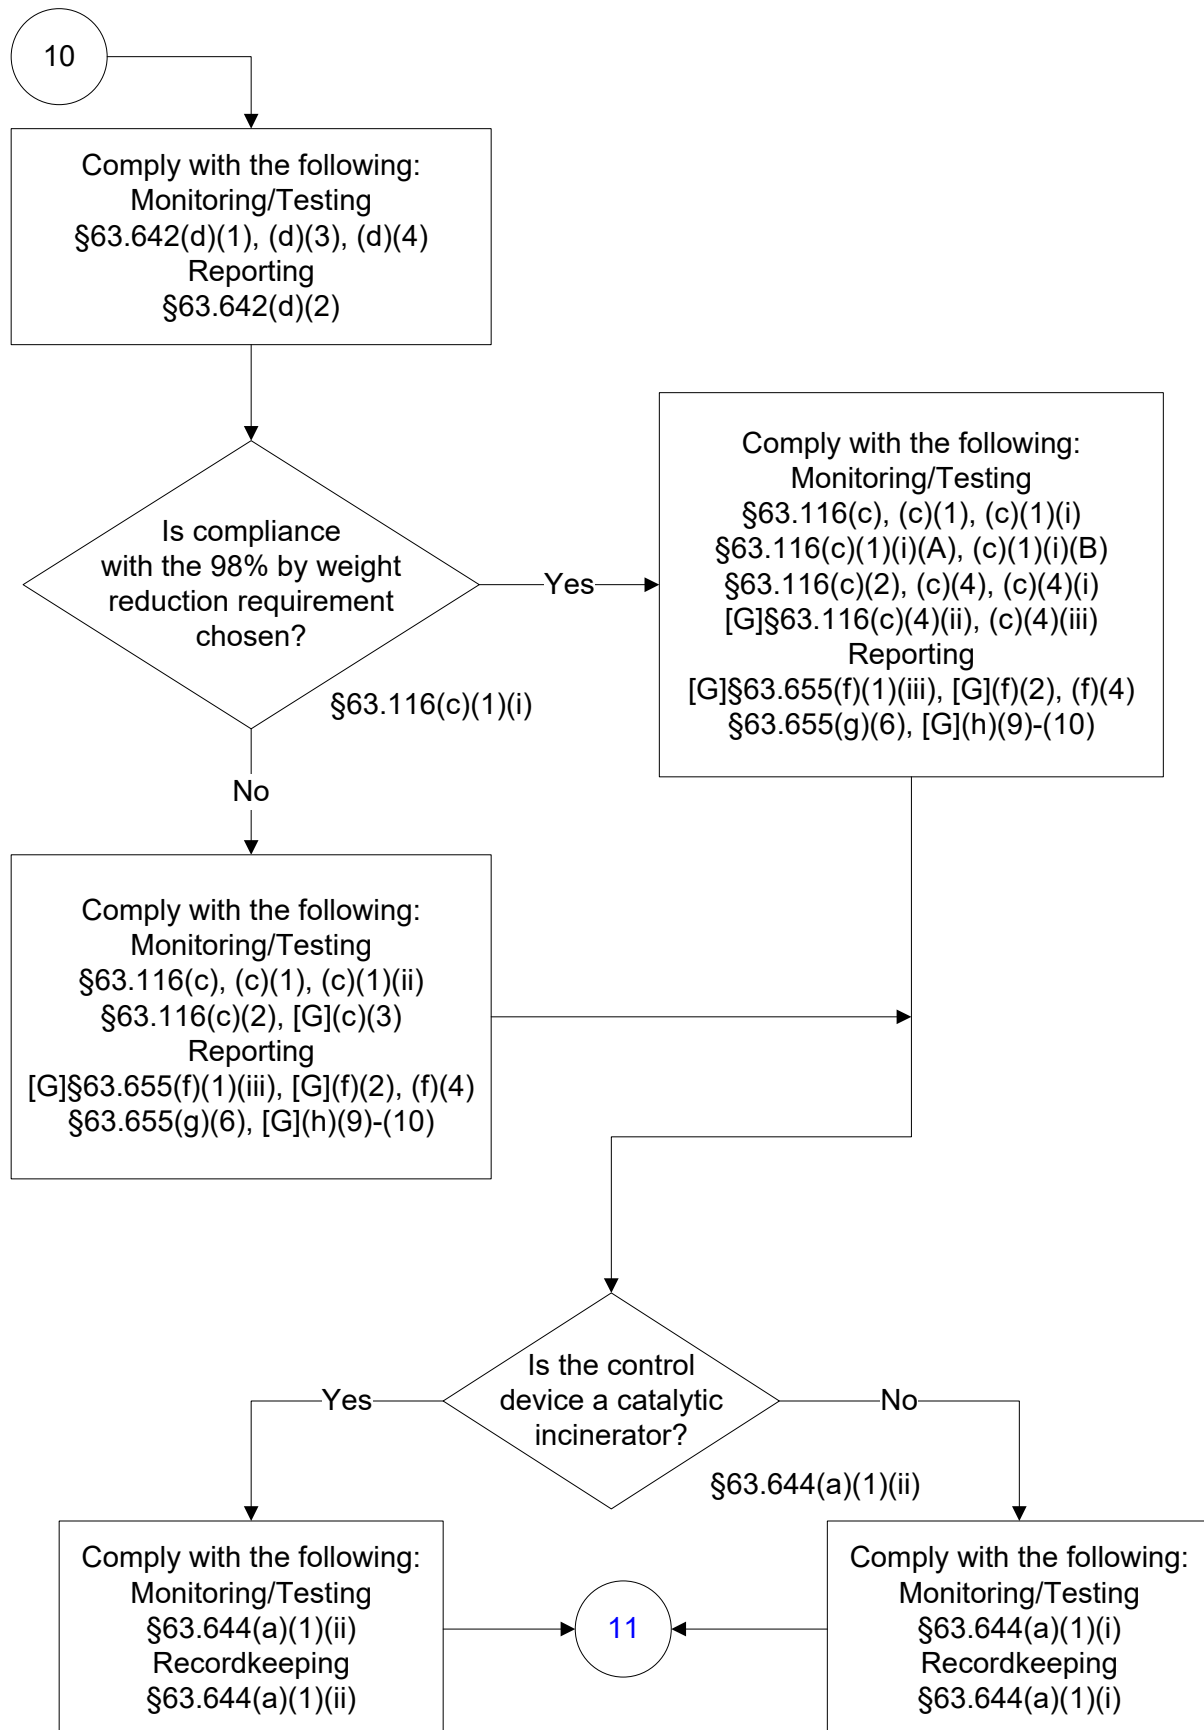 10
Comply with the following:
Monitoring/Testing
§63.642(d)(1), (d)(3), (d)(4)
Reporting
§63.642(d)(2)
Is compliance
with the 98% by weight
reduction requirement
chosen?
§63.116(c)(1)(i)
Yes
Comply with the following:
Monitoring/Testing
§63.116(c), (c)(1), (c)(1)(i)
§63.116(c)(1)(i)(A), (c)(1)(i)(B)
§63.116(c)(2), (c)(4), (c)(4)(i)
[G]§63.116(c)(4)(ii), (c)(4)(iii)
Reporting
[G]§63.655(f)(1)(iii), [G](f)(2), (f)(4)
§63.655(g)(6), [G](h)(9)-(10)
No
Comply with the following:
Monitoring/Testing
§63.116(c), (c)(1), (c)(1)(ii)
§63.116(c)(2), [G](c)(3)
Reporting
[G]§63.655(f)(1)(iii), [G](f)(2), (f)(4)
§63.655(g)(6), [G](h)(9)-(10)
Is the control
device a catalytic
incinerator?
§63.644(a)(1)(ii)
Yes
No
Comply with the following:
Monitoring/Testing
§63.644(a)(1)(ii)
Recordkeeping
§63.644(a)(1)(ii)
11
Comply with the following:
Monitoring/Testing
§63.644(a)(1)(i)
Recordkeeping
§63.644(a)(1)(i)